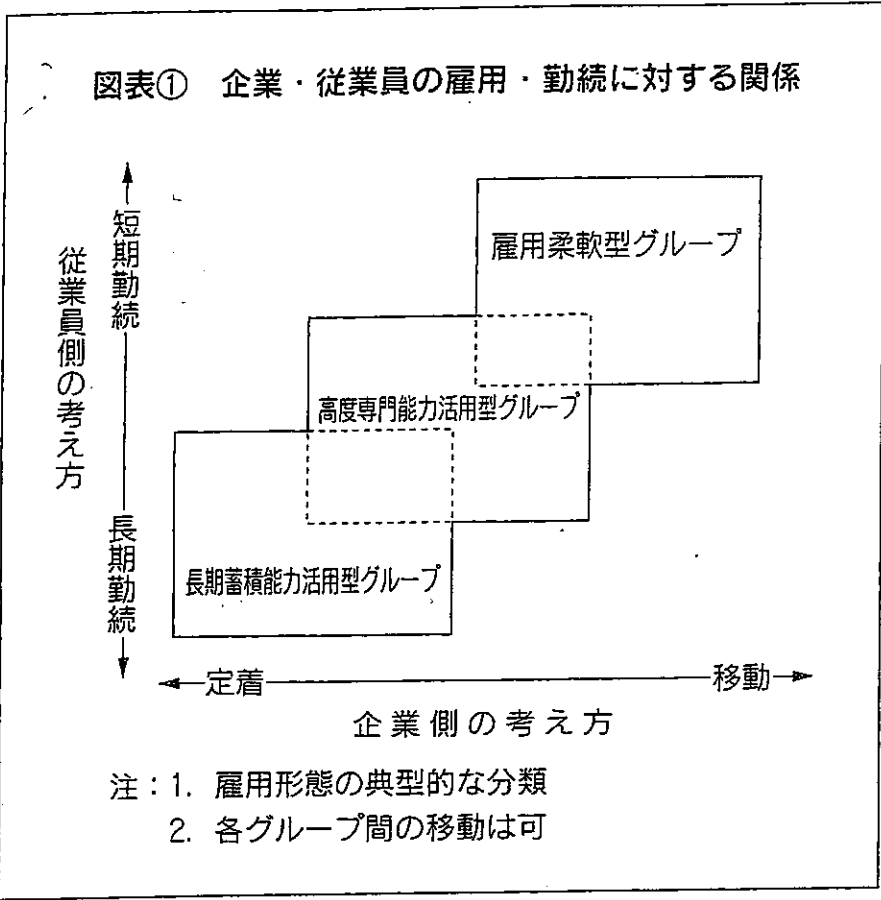 図表① 企業・従業員の雇用・勤続に対する関係
従業員側の考え方
短期勤続
長期勤続
雇用柔軟型グループ
高度専門能力活用型グループ
長期蓄積能力活用型グループ
定着
移動
企業側の考え方
注：1. 雇用形態の典型的な分類
2. 各グループ間の移動は可